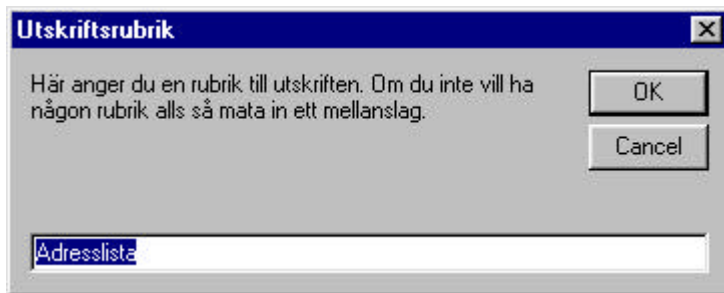 Utskriftsrubrik
Här anger du en rubrik till utskriften. Om du inte vill ha
någon rubrik alls så mata in ett mellanslag.
OK
Cancel
Adresslista